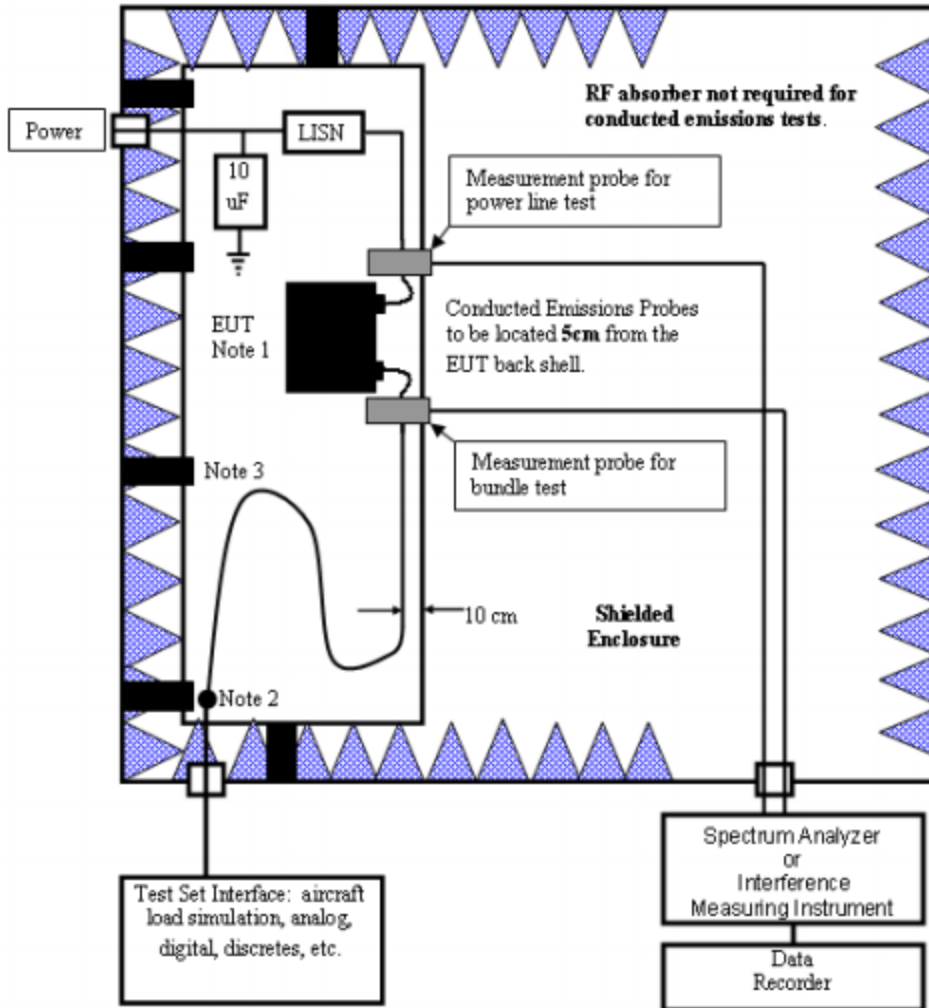 RF absorber not required for
conducted emissions tests.
Power
LISN
10
uF
Measurement probe for
power line test
EUT
Note 1
Conducted Emissions Probes
to be located 5cm from the
EUT back shell.
Note 3
Measurement probe for
bundle test
10 cm
Shielded
Enclosure
Note 2
Test Set Interface: aircraft
load simulation, analog,
digital, discretes, etc.
Spectrum Analyzer
or
Interference
Measuring Instrument
Data
Recorder